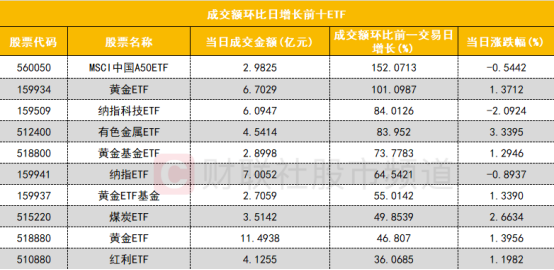 成交额环比日增长前十ETF
股票代码 股票名称 当日成交金额(亿元) 成交额环比前一交易日增长(%) 当日涨跌幅(%)
560050 MSCI中国A50ETF 2.9825 152.0713 -0.5442
159934 黄金ETF 6.7029 101.0987 1.3712
159509 纳指科技ETF 6.0947 84.0126 -2.0924
512400 有色金属ETF 4.5414 83.952 3.3395
518800 黄金基金ETF 2.8998 73.7783 1.2946
159941 纳指ETF 7.0052 64.5421 -0.8937
159937 黄金ETF基金 2.7059 55.0142 1.3390
515220 煤炭ETF 3.5142 49.8539 2.6634
518880 黄金ETF 11.4938 46.807 1.3956
510880 红利ETF 4.1255 36.0685 1.1982
财联社股市频道